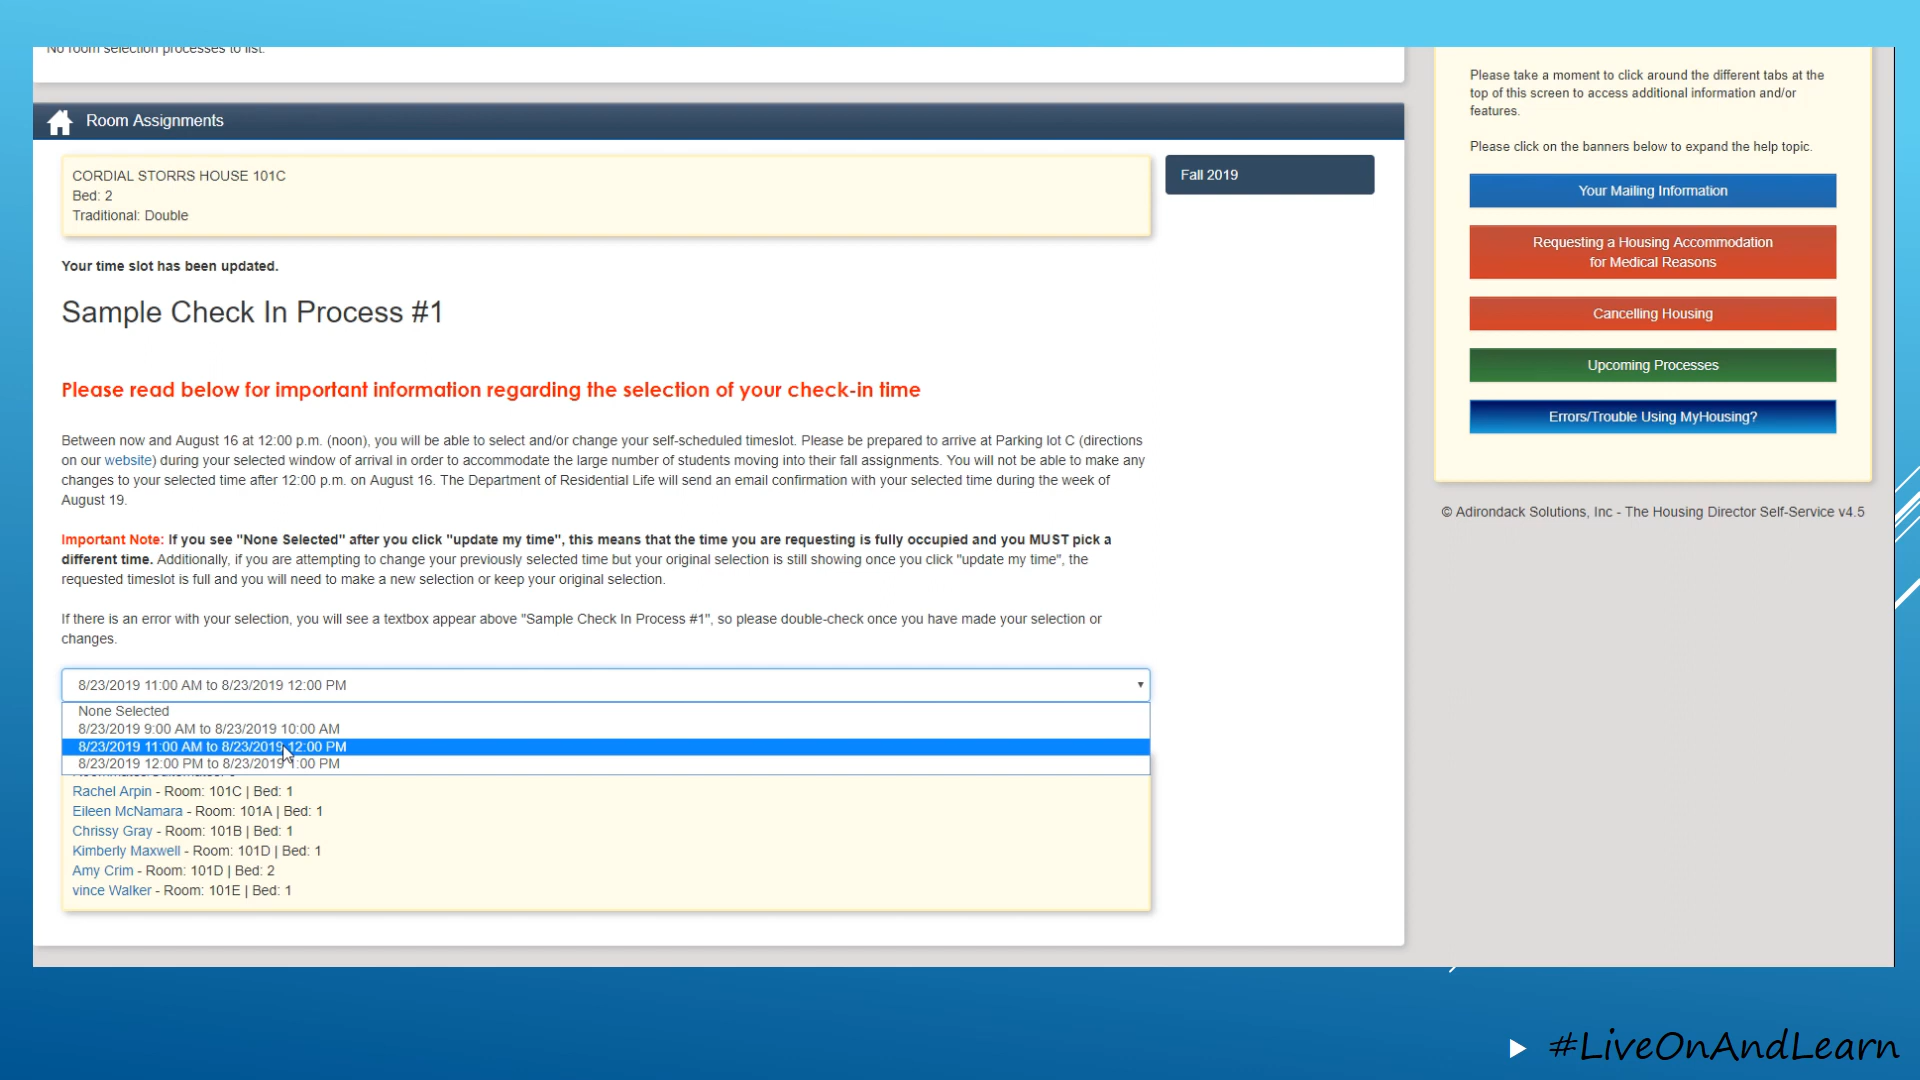 No room selection processes to list.
Room Assignments
CORDIAL STORRS HOUSE 101C
Bed: 2
Traditional: Double
Fall 2019
Your time slot has been updated.
Sample Check In Process #1
Please read below for important information regarding the selection of your check-in time
Between now and August 16 at 12:00 p.m. (noon), you will be able to select and/or change your self-scheduled timeslot. Please be prepared to arrive at Parking lot C (directions
on our website) during your selected window of arrival in order to accommodate the large number of students moving into their fall assignments. You will not be able to make any
changes to your selected time after 12:00 p.m. on August 16. The Department of Residential Life will send an email confirmation with your selected time during the week of
August 19.
Important Note: If you see "None Selected" after you click "update my time", this means that the time you are requesting is fully occupied and you MUST pick a
different time. Additionally, if you are attempting to change your previously selected time but your original selection is still showing once you click "update my time", the
requested timeslot is full and you will need to make a new selection or keep your original selection.
If there is an error with your selection, you will see a textbox appear above "Sample Check In Process #1", so please double-check once you have made your selection or
changes.
8/23/2019 11:00 AM to 8/23/2019 12:00 PM
None Selected
8/23/2019 9:00 AM to 8/23/2019 10:00 AM
8/23/2019 11:00 AM to 8/23/2019 12:00 PM
8/23/2019 12:00 PM to 8/23/2019 1:00 PM
Rachel Arpin - Room: 101C | Bed: 1
Eileen McNamara - Room: 101A | Bed: 1
Chrissy Gray - Room: 101B | Bed: 1
Kimberly Maxwell - Room: 101D | Bed: 1
Amy Crim - Room: 101D | Bed: 2
vince Walker - Room: 101E | Bed: 1
Please take a moment to click around the different tabs at the
top of this screen to access additional information and/or
features.
Please click on the banners below to expand the help topic.
Your Mailing Information
Requesting a Housing Accommodation
for Medical Reasons
Cancelling Housing
Upcoming Processes
Errors/Trouble Using MyHousing?
© Adirondack Solutions, Inc - The Housing Director Self-Service v4.5
#LiveOnAndLearn